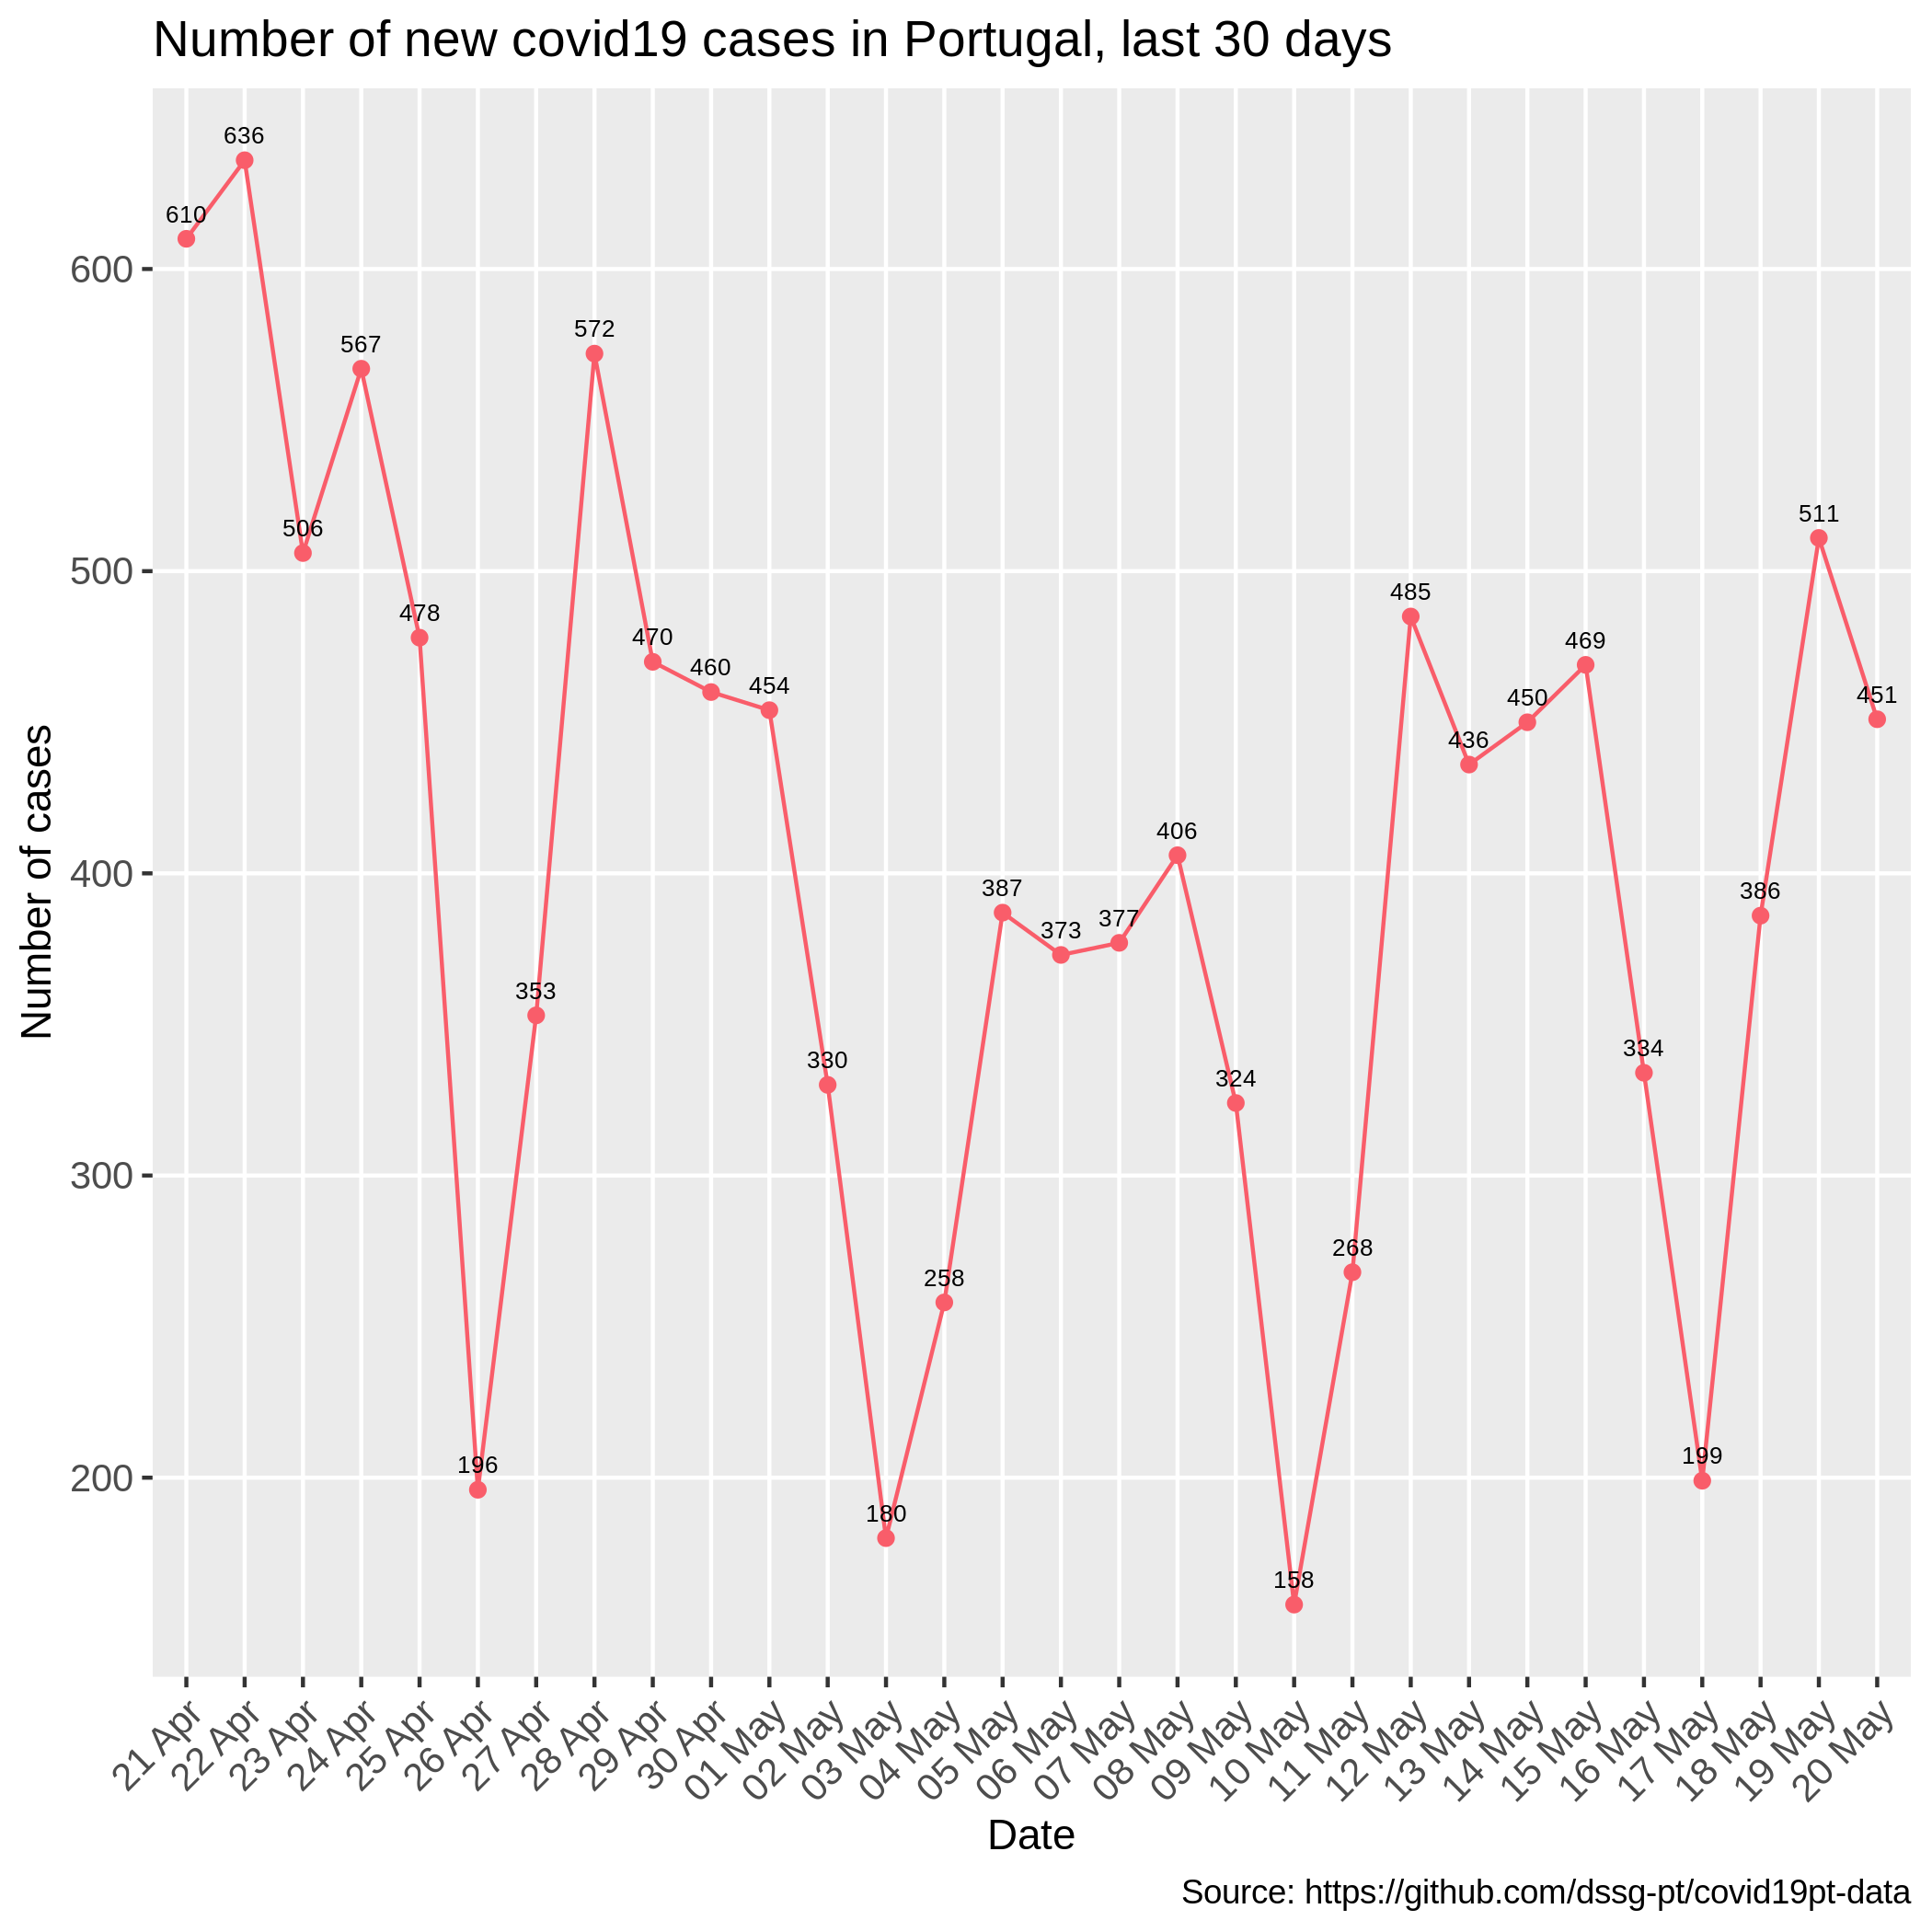 Number of new covid19 cases in Portugal, last 30 days
636
610
572
567
506
511
478
485
470
469
460
454
450
451
436
406
387
386
373
377
353
330
334
324
268
258
196
199
180
158
600
500
400
300
200
Number of cases
21 Apr
22 Apr
23 Apr
24 Apr
25 Apr
26 Apr
27 Apr
28 Apr
29 Apr
30 Apr
01 May
02 May
03 May
04 May
05 May
06 May
07 May
08 May
09 May
10 May
11 May
12 May
13 May
14 May
15 May
16 May
17 May
18 May
19 May
20 May
Date
Source: https://github.com/dssg-pt/covid19pt-data